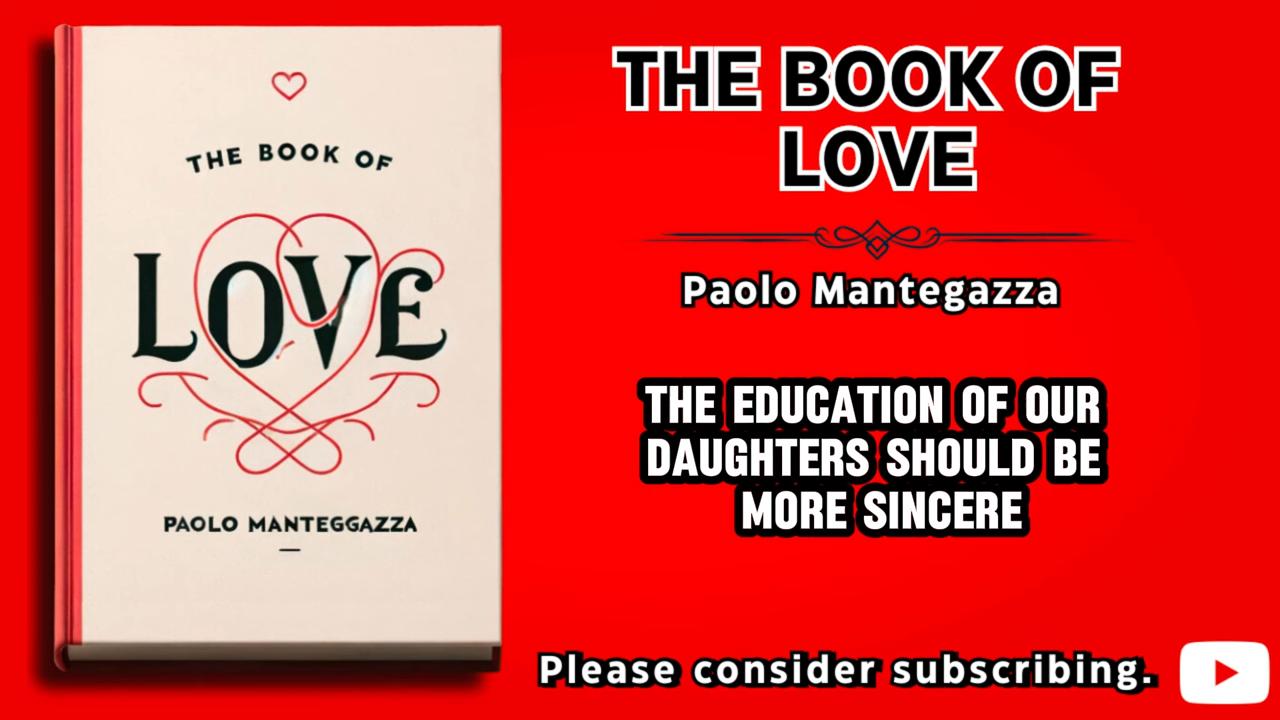 THE BOOK OF
LOVE
PAOLO MANTEGGAZZA
THE BOOK OF
LOVE
Paolo Mantegazza
THE EDUCATION OF OUR
DAUGHTERS SHOULD BE
MORE SINCERE
Please consider subscribing.